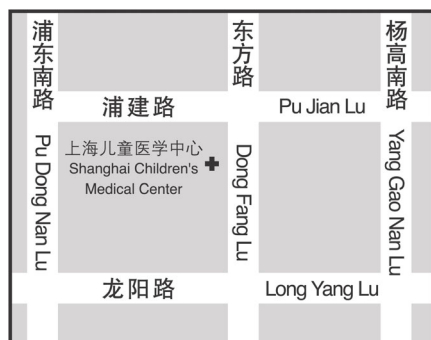 浦东南路
东方路
杨高南路
浦建路
Pu Jian Lu
上海儿童医学中心
Shanghai Children's
Medical Center
Pu Dong Nan Lu
Dong Fang Lu
Yang Gao Nan Lu
龙阳路
Long Yang Lu